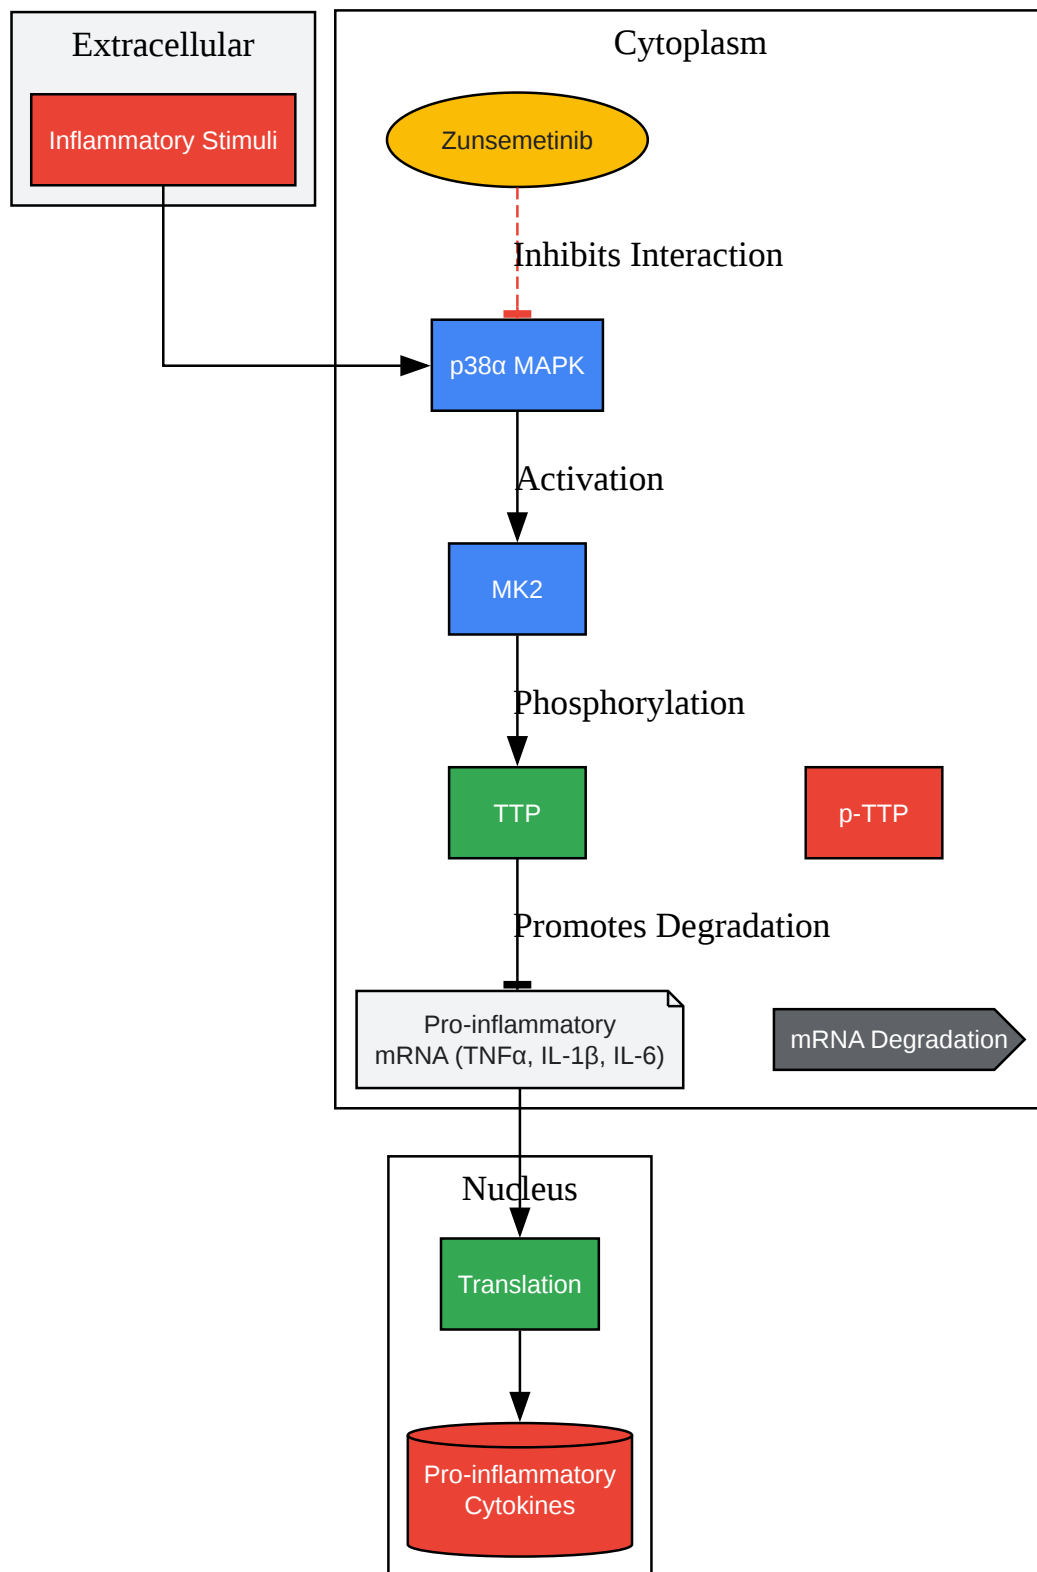 Extracellular
Cytoplasm
Inflammatory Stimuli
Zunsemetinib
Inhibits Interaction
p38α MAPK
Activation
MK2
Phosphorylation
TTP
p-TTP
Promotes Degradation
Pro-inflammatory
mRNA (TNFα, IL-1β, IL-6)
mRNA Degradation
Nucleus
Translation
Pro-inflammatory
Cytokines